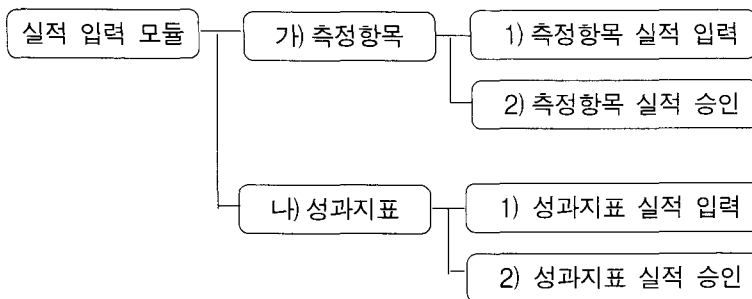 실적 입력 모듈
가) 측정항목
1) 측정항목 실적 입력
2) 측정항목 실적 승인
나) 성과지표
1) 성과지표 실적 입력
2) 성과지표 실적 승인